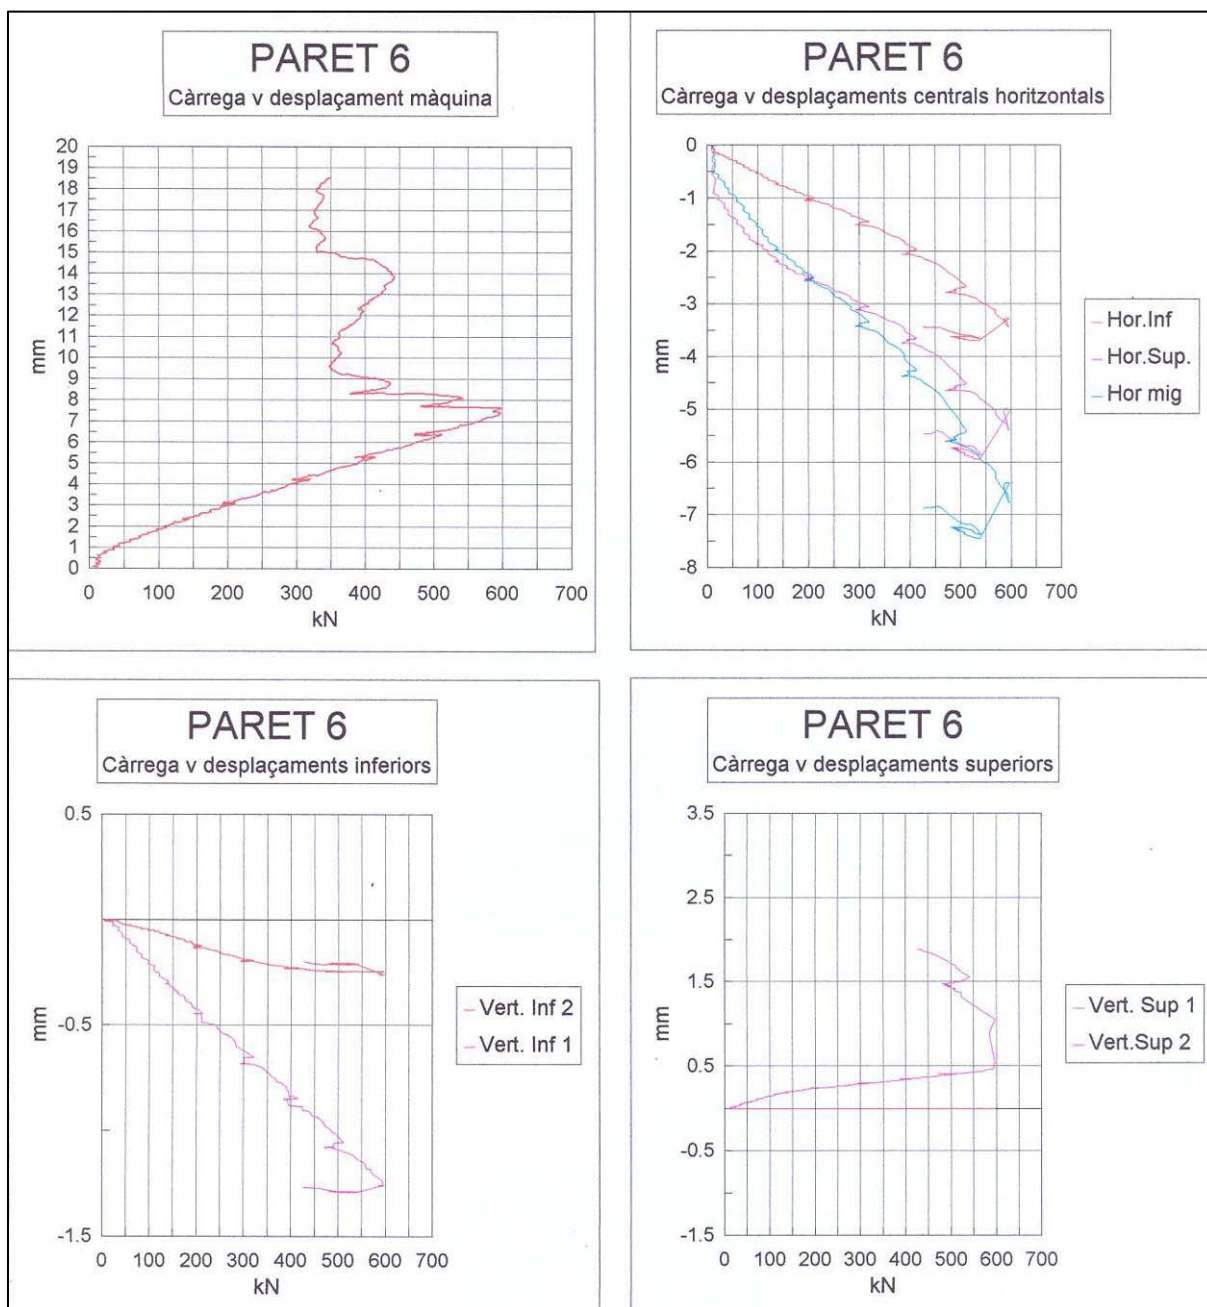 PARET 6
Càrrega v desplaçament màquina
20
19
18
17
16
15
14
13
12
11
10
9
8
7
6
5
4
3
2
1
0
mm
0 100 200 300 400 500 600 700
kN
PARET 6
Càrrega v desplaçaments centrals horitzontals
0
-1
-2
-3
-4
-5
-6
-7
-8
mm
0 100 200 300 400 500 600 700
kN
Hor.Inf
Hor.Sup.
Hor mig
PARET 6
Càrrega v desplaçaments inferiors
0.5
-0.5
-1.5
mm
0 100 200 300 400 500 600 700
kN
Vert. Inf 2
Vert. Inf 1
PARET 6
Càrrega v desplaçaments superiors
3.5
2.5
1.5
0.5
-0.5
-1.5
mm
0 100 200 300 400 500 600 700
kN
Vert. Sup 1
Vert.Sup 2